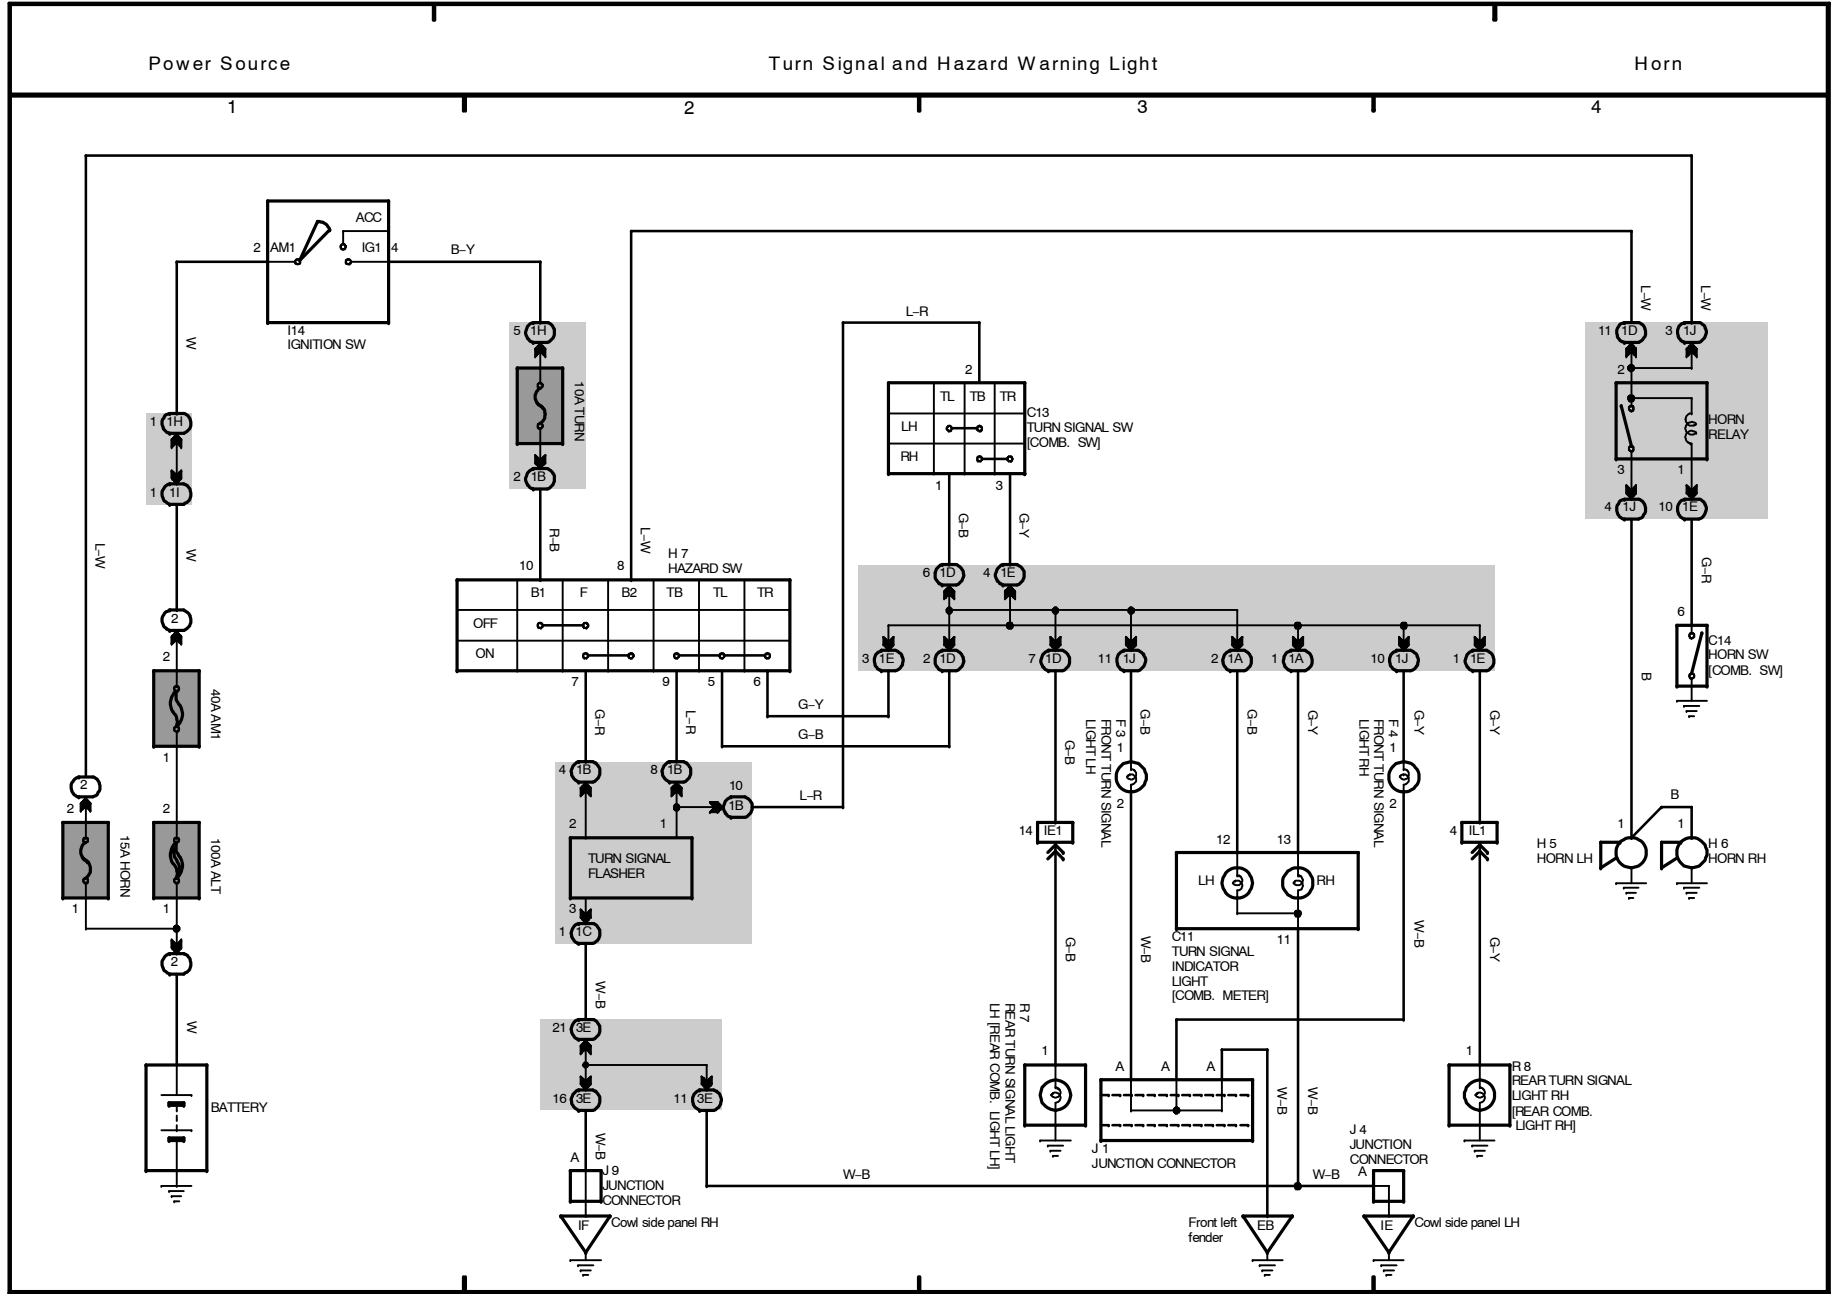 Power Source
Turn Signal and Hazard Warning Light
Horn
1
2
3
4
ACC
2
AM1
IG1
4
B–Y
I14
IGNITION SW
W
1
1H
1
1I
W
L–W
2
2
40A AM1
1
2
2
2
15A HORN
100A ALT
1
1
2
W
BATTERY
5
1H
10A TURN
2
1B
R–B
L–W
10
8
H 7
HAZARD SW
B1
F
B2
TB
TL
TR
OFF
ON
7
9
5
6
G–R
L–R
G–Y
G–B
4
1B
8
1B
10
1B
L–R
2
1
TURN SIGNAL
FLASHER
3
1
1C
W–B
21
3E
16
3E
11
3E
W–B
A
J 9
JUNCTION
CONNECTOR
IF
Cowl side panel RH
W–B
L–R
2
TL
TB
TR
LH
RH
C13
TURN SIGNAL SW
[COMB. SW]
1
3
G–B
G–Y
6
1D
4
1E
3
1E
2
1D
7
1D
11
1J
2
1A
1
1A
10
1J
1
1E
G–B
F 3
FRONT TURN SIGNAL
LIGHT LH
1
G–B
2
G–B
G–Y
F 4
FRONT TURN SIGNAL
LIGHT RH
1
G–Y
2
G–Y
14
IE1
12
13
4
IL1
LH
RH
G–B
W–B
C11
TURN SIGNAL
INDICATOR
LIGHT
[COMB. METER]
11
W–B
G–Y
R 7
REAR TURN SIGNAL LIGHT
LH [REAR COMB. LIGHT LH]
1
A
A
A
J 1
JUNCTION CONNECTOR
W–B
W–B
1
R 8
REAR TURN SIGNAL
LIGHT RH
[REAR COMB.
LIGHT RH]
J 4
JUNCTION
CONNECTOR
W–B
A
Front left
fender
EB
IE
Cowl side panel LH
L–W
L–W
11
1D
3
1J
2
HORN
RELAY
3
1
4
1J
10
1E
G–R
6
C14
HORN SW
[COMB. SW]
B
B
1
1
H 5
HORN LH
H 6
HORN RH